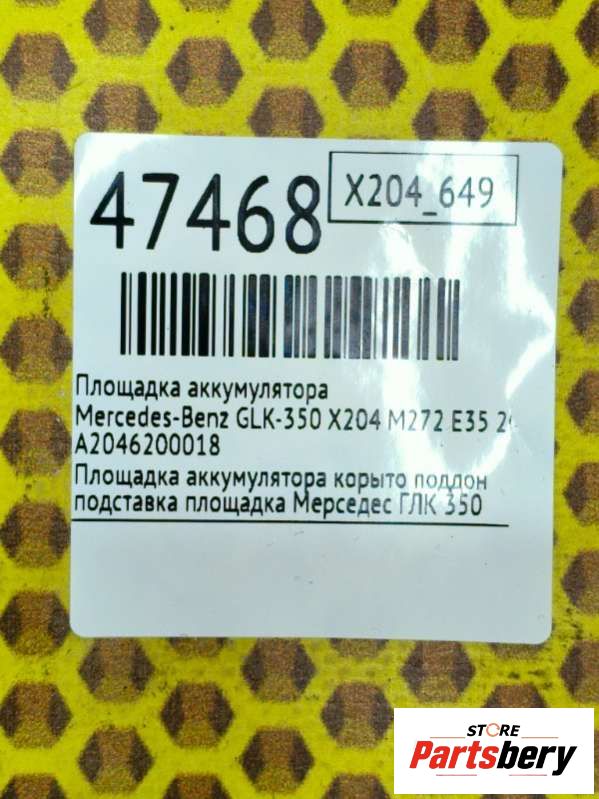 47468
X204_649
Площадка аккумулятора
Mercedes-Benz GLK-350 X204 M272 E35
A2046200018
Площадка аккумулятора корыто поддон
подставка площадка Мерседес ГЛК 350
STORE
Partsbery